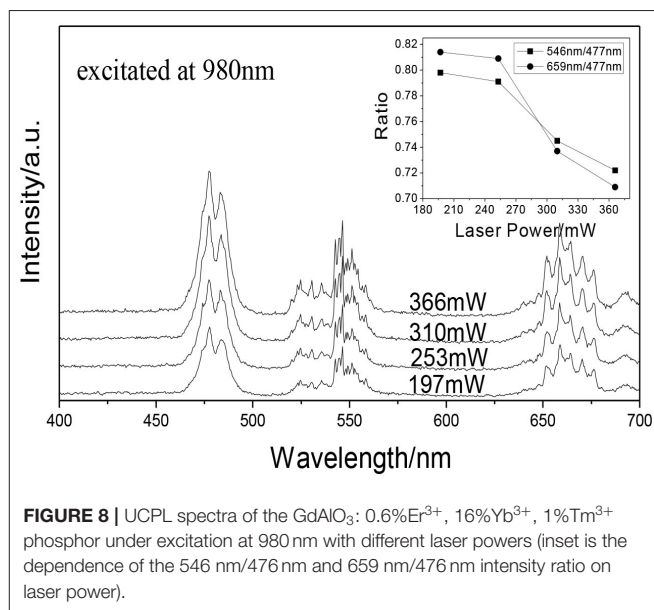 excitated at 980nm
Intensity/a.u.
Ratio
0.82
0.80
0.78
0.76
0.74
0.72
0.70
546nm/477nm
659nm/477nm
180 210 240 270 300 330 360
Laser Power/mW
366mW
310mW
253mW
197mW
400 450 500 550 600 650 700
Wavelength/nm
FIGURE 8 | UCPL spectra of the GdAlO₃: 0.6%Er³⁺, 16%Yb³⁺, 1%Tm³⁺
phosphor under excitation at 980 nm with different laser powers (inset is the
dependence of the 546 nm/476 nm and 659 nm/476 nm intensity ratio on
laser power).